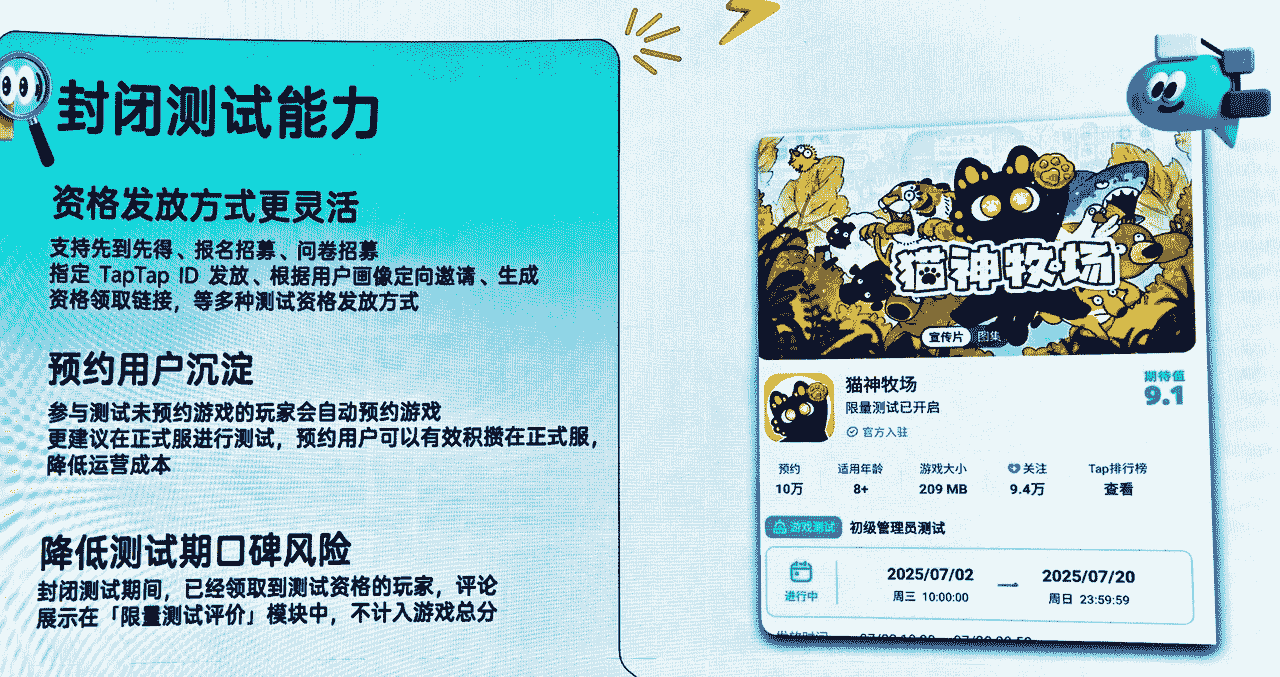 封闭测试能力
资格发放方式更灵活
支持先到先得、报名招募、问卷招募
指定 TapTap ID 发放、根据用户画像定向邀请、生成
资格领取链接，等多种测试资格发放方式
预约用户沉淀
参与测试未预约游戏的玩家会自动预约游戏
更建议在正式服进行测试，预约用户可以有效积攒在正式服，
降低运营成本
降低测试期口碑风险
封闭测试期间，已经领取到测试资格的玩家，评论
展示在「限量测试评价」模块中，不计入游戏总分
猫神牧场
宣传片 图集
猫神牧场
限量测试已开启
官方入驻
期待值
9.1
预约 适用年龄 游戏大小 关注 Tap排行榜
10万 8+ 209 MB 9.4万 查看
游戏测试 初级管理员测试
进行中
2025/07/02 2025/07/20
周三 10:00:00 周日 23:59:59